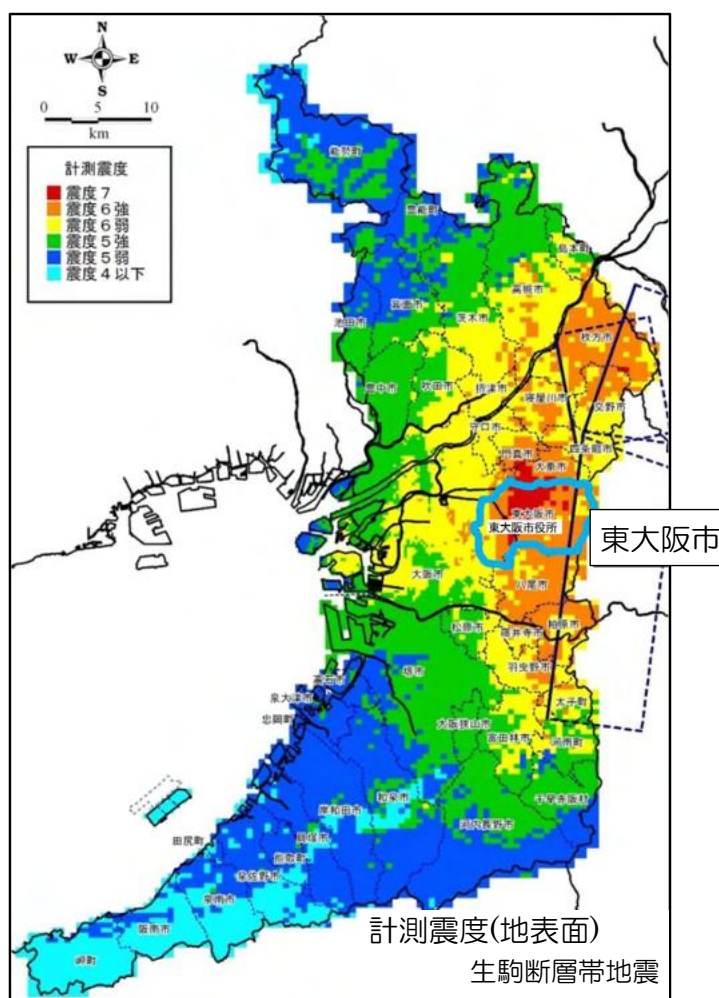 N
W E
S
0 5 10
km
計測震度
震度7
震度6強
震度6弱
震度5強
震度5弱
震度4以下
能勢町
豊能町
島本町
高槻市
箕面市
茨木市
池田市
枚方市
豊中市
吹田市
摂津市
寝屋川市
交野市
守口市
門真市
四条畷市
大東市
東大阪市
東大阪市役所
東大阪市
大阪市
八尾市
松原市
藤井寺市
柏原市
羽曳野市
堺市
高石市
泉大津市
太子町
忠岡町
大阪狭山市
富田林市
河南町
和泉市
千早赤阪村
岸和田市
河内長野市
貝塚市
田尻町
熊取町
泉佐野市
泉南市
阪南市
岬町
計測震度(地表面)
生駒断層帯地震